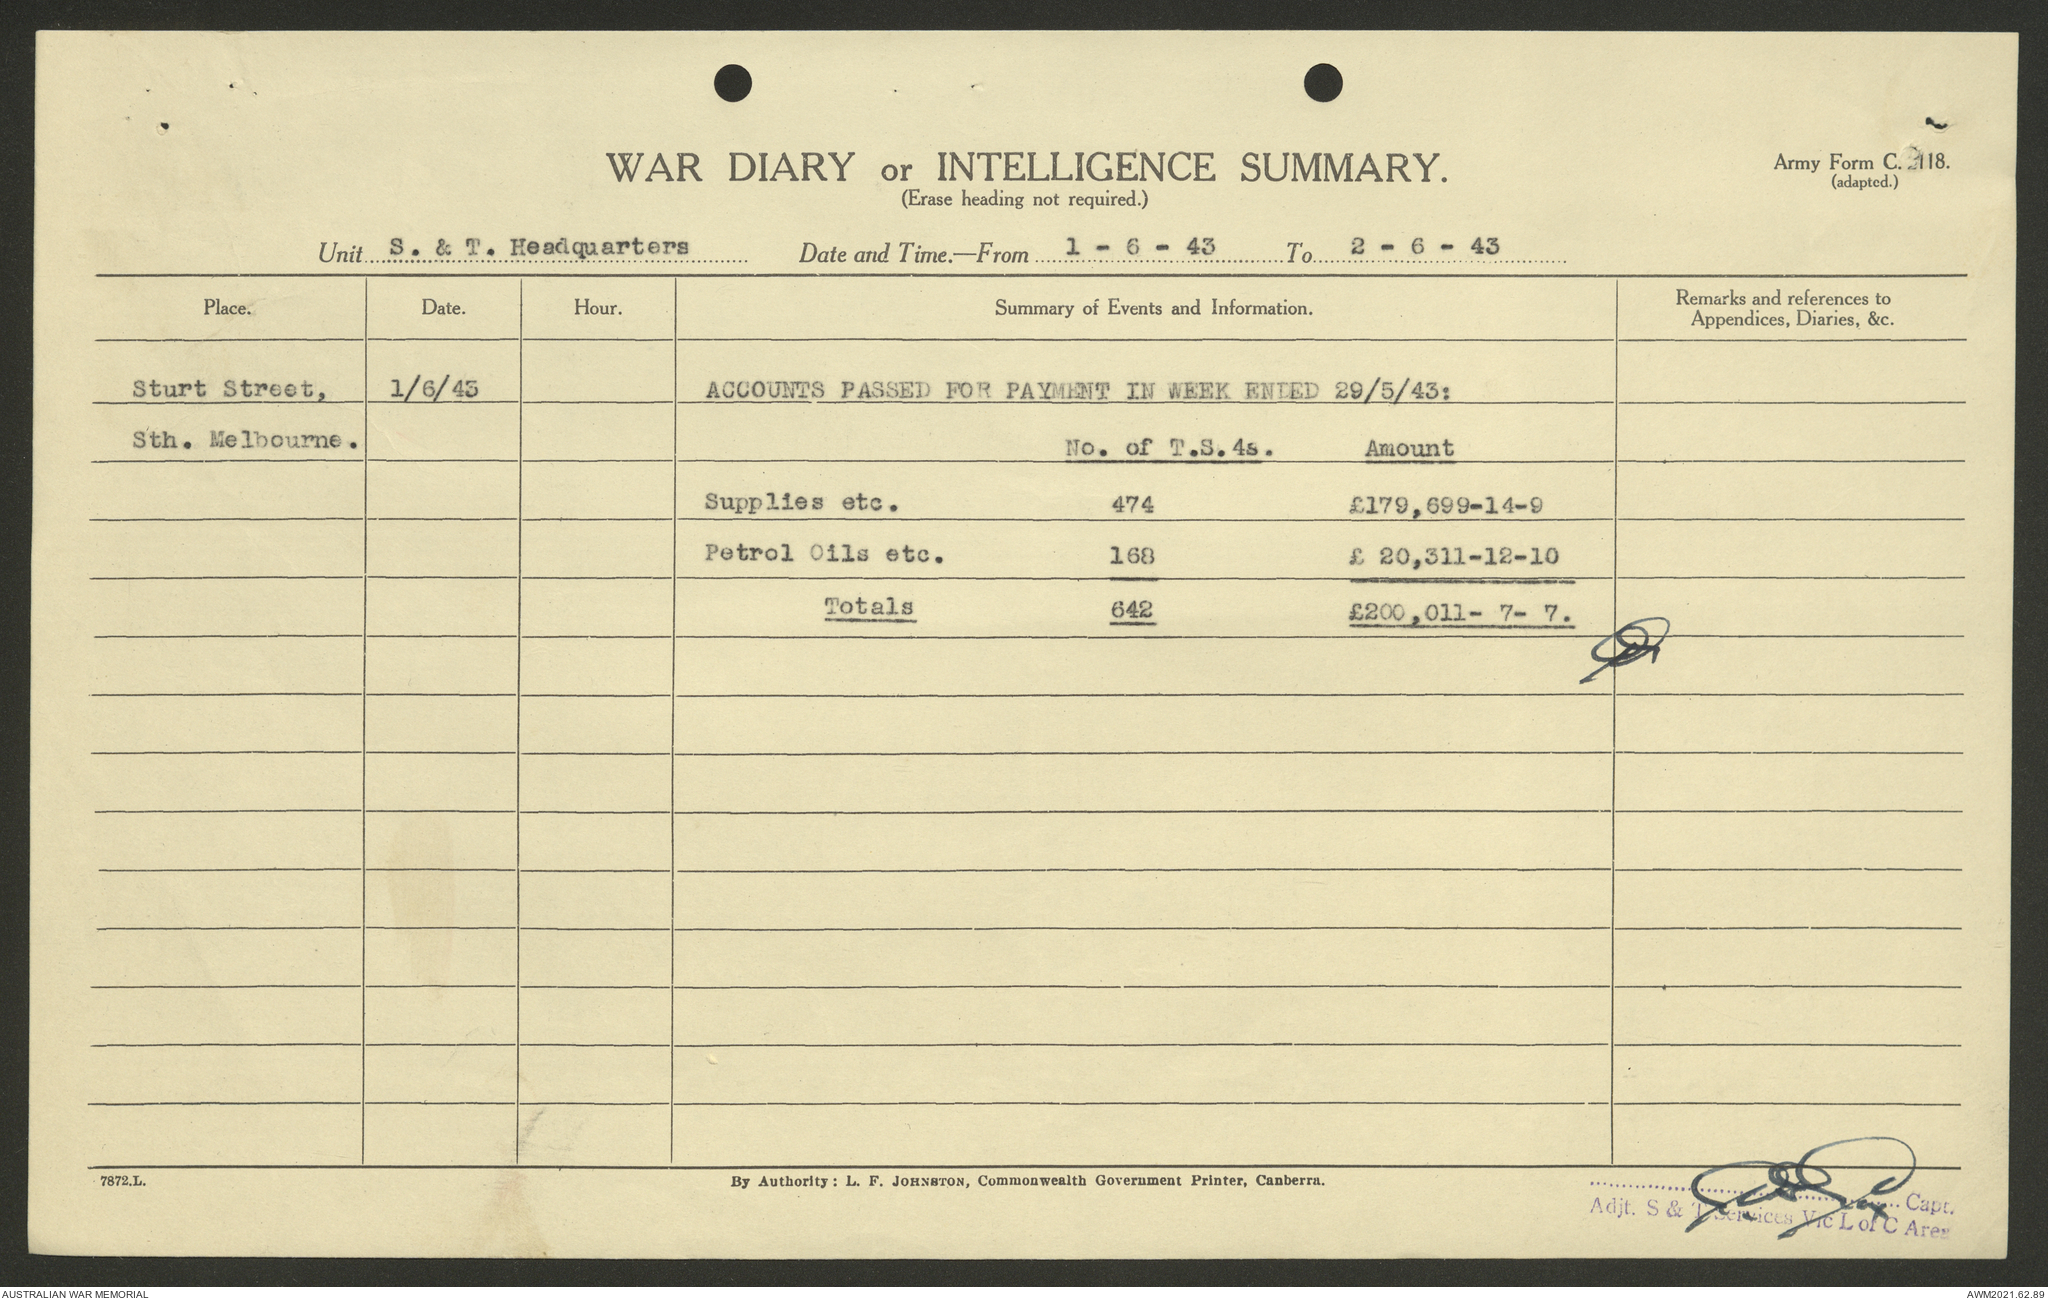 WAR DIARY or INTELLIGENCE SUMMARY.
(Erase heading not required.)
Army Form C. 2118.
(adapted.)
Unit S. & T. Headquarters Date and Time.—From 1 - 6 - 43 To 2 - 6 - 43
Place. Date. Hour. Summary of Events and Information. Remarks and references to
Appendices, Diaries, &c.
Sturt Street, 1/6/43 ACCOUNTS PASSED FOR PAYMENT IN WEEK ENDED 29/5/43:
Sth. Melbourne. No. of T.S.4s. Amount
Supplies etc. 474 £179,699-14-9
Petrol Oils etc. 168 £ 20,311-12-10
Totals 642 £200,011- 7- 7.
7872.L. By Authority: L. F. JOHNSTON, Commonwealth Government Printer, Canberra.
Capt.
Adjt. S & T Services Vic L of C Area
AUSTRALIAN WAR MEMORIAL AWM2021.62.89